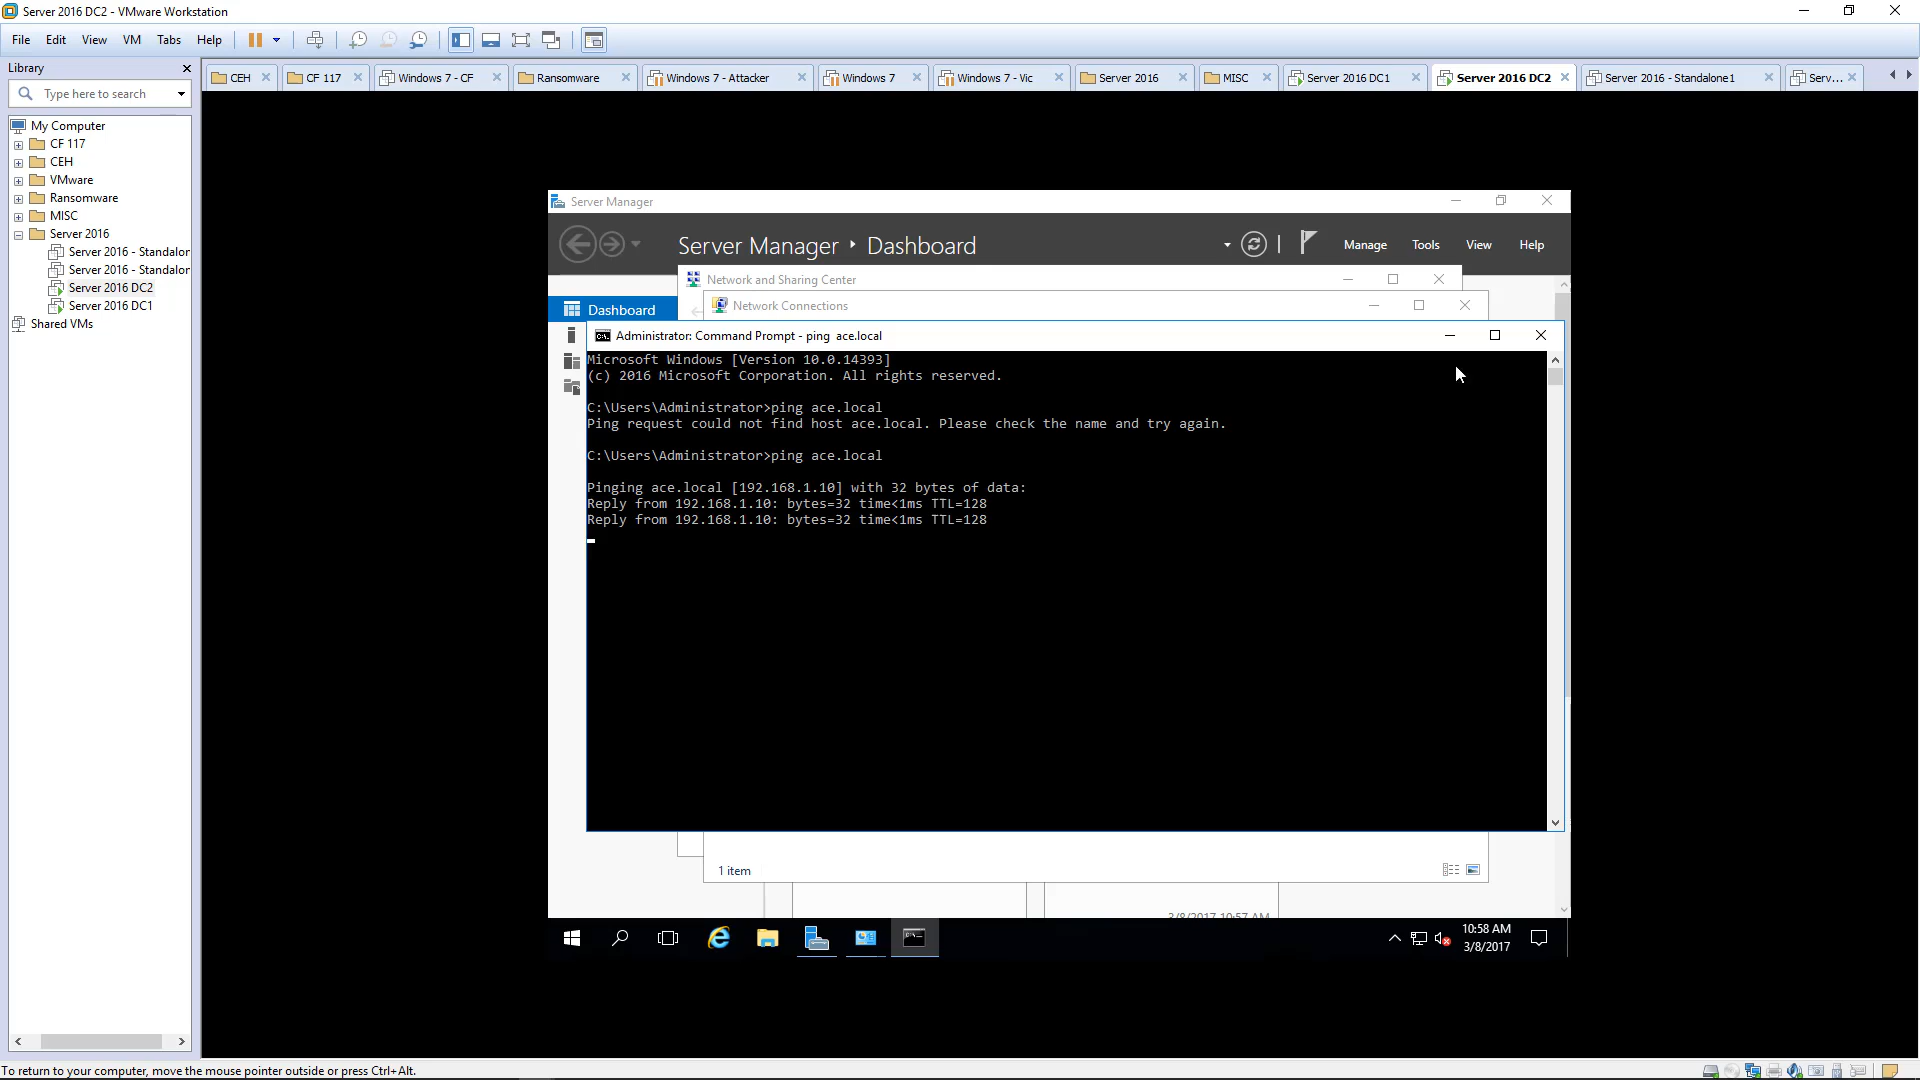 Server 2016 DC2 - VMware Workstation
File Edit View VM Tabs Help
Library
Type here to search
CEH
CF 117
Windows 7 - CF
Ransomware
Windows 7 - Attacker
Windows 7
Windows 7 - Vic
Server 2016
MISC
Server 2016 DC1
Server 2016 DC2
Server 2016 - Standalone1
Serv...
My Computer
CF 117
CEH
VMware
Ransomware
MISC
Server 2016
Server 2016 - Standalor
Server 2016 - Standalor
Server 2016 DC2
Server 2016 DC1
Shared VMs
Server Manager
Server Manager Dashboard
Manage Tools View Help
Network and Sharing Center
Network Connections
Dashboard
Administrator: Command Prompt - ping ace.local
Microsoft Windows [Version 10.0.14393]
(c) 2016 Microsoft Corporation. All rights reserved.
C:\Users\Administrator>ping ace.local
Ping request could not find host ace.local. Please check the name and try again.
C:\Users\Administrator>ping ace.local
Pinging ace.local [192.168.1.10] with 32 bytes of data:
Reply from 192.168.1.10: bytes=32 time<1ms TTL=128
Reply from 192.168.1.10: bytes=32 time<1ms TTL=128
1 item
3/8/2017 10:57 AM
10:58 AM
3/8/2017
To return to your computer, move the mouse pointer outside or press Ctrl+Alt.